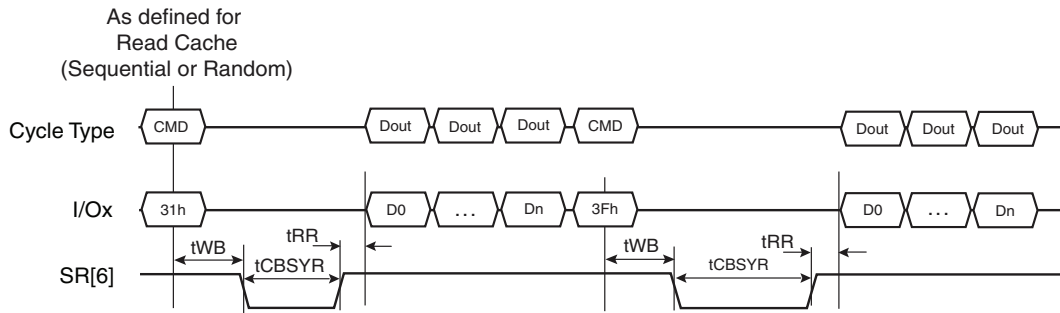 As defined for
Read Cache
(Sequential or Random)
Cycle Type CMD Dout Dout Dout CMD Dout Dout Dout
I/Ox 31h D0 ... Dn 3Fh D0 ... Dn
tWB tRR tWB tRR
tCBSYR tCBSYR
SR[6]